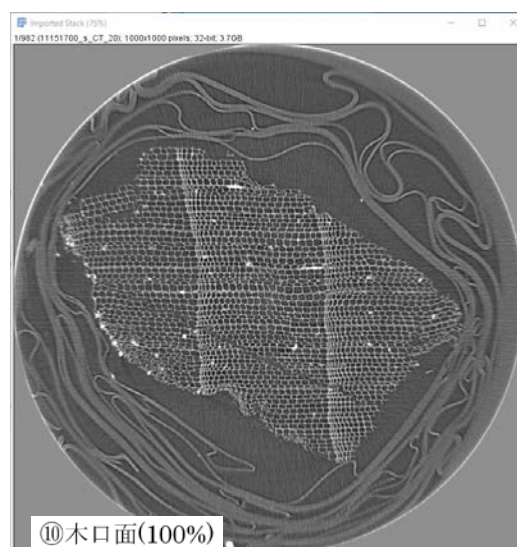 Imported Stack (75%)
1/982 (11151700_s_CT_20); 1000x1000 pixels; 32-bit; 3.7GB
⑩木口面(100%)